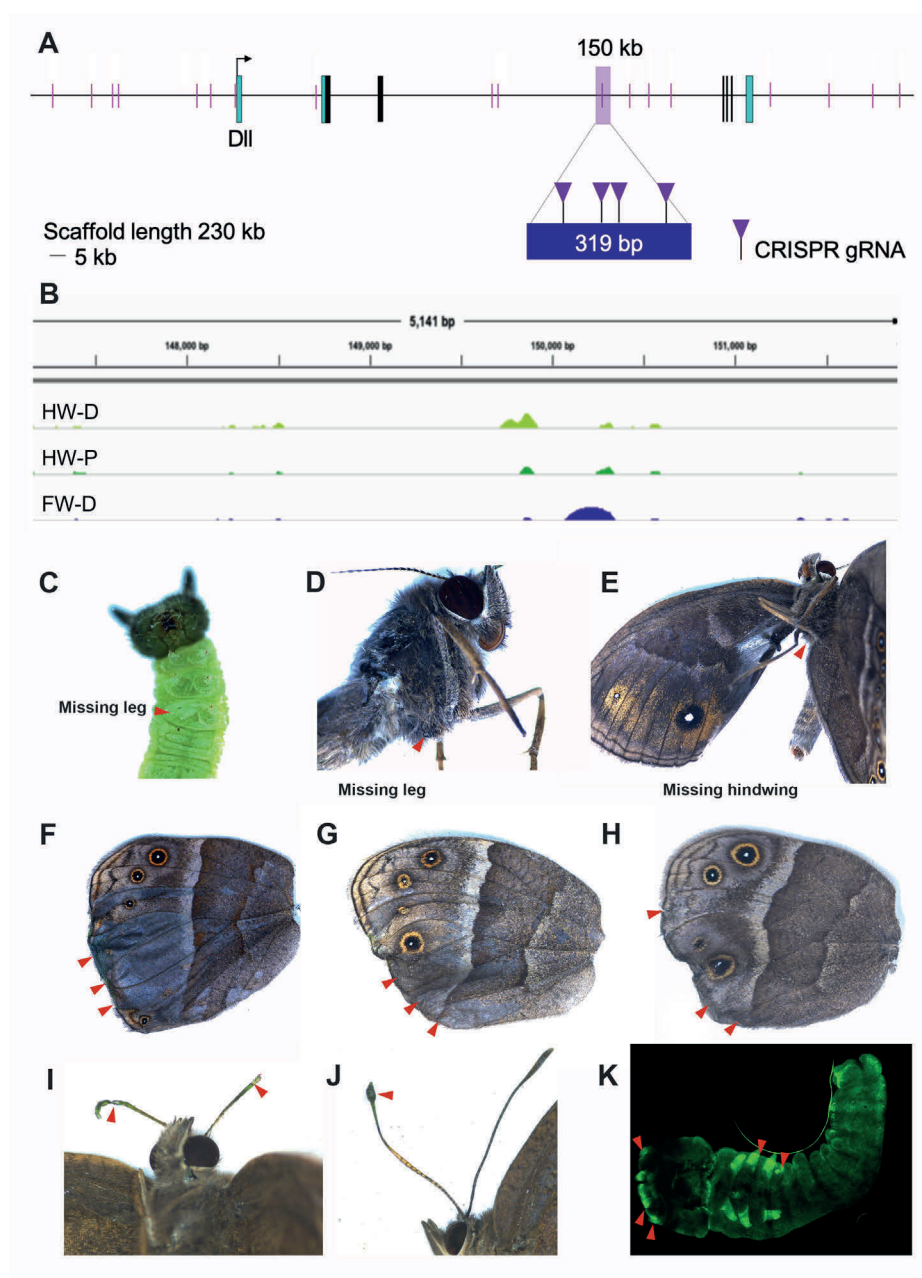 A
150 kb
Dll
319 bp
Scaffold length 230 kb
5 kb
CRISPR gRNA
B
5,141 bp
148,000 bp
149,000 bp
150,000 bp
151,000 bp
HW-D
HW-P
FW-D
C
D
E
Missing leg
Missing leg
Missing hindwing
F
G
H
I
J
K